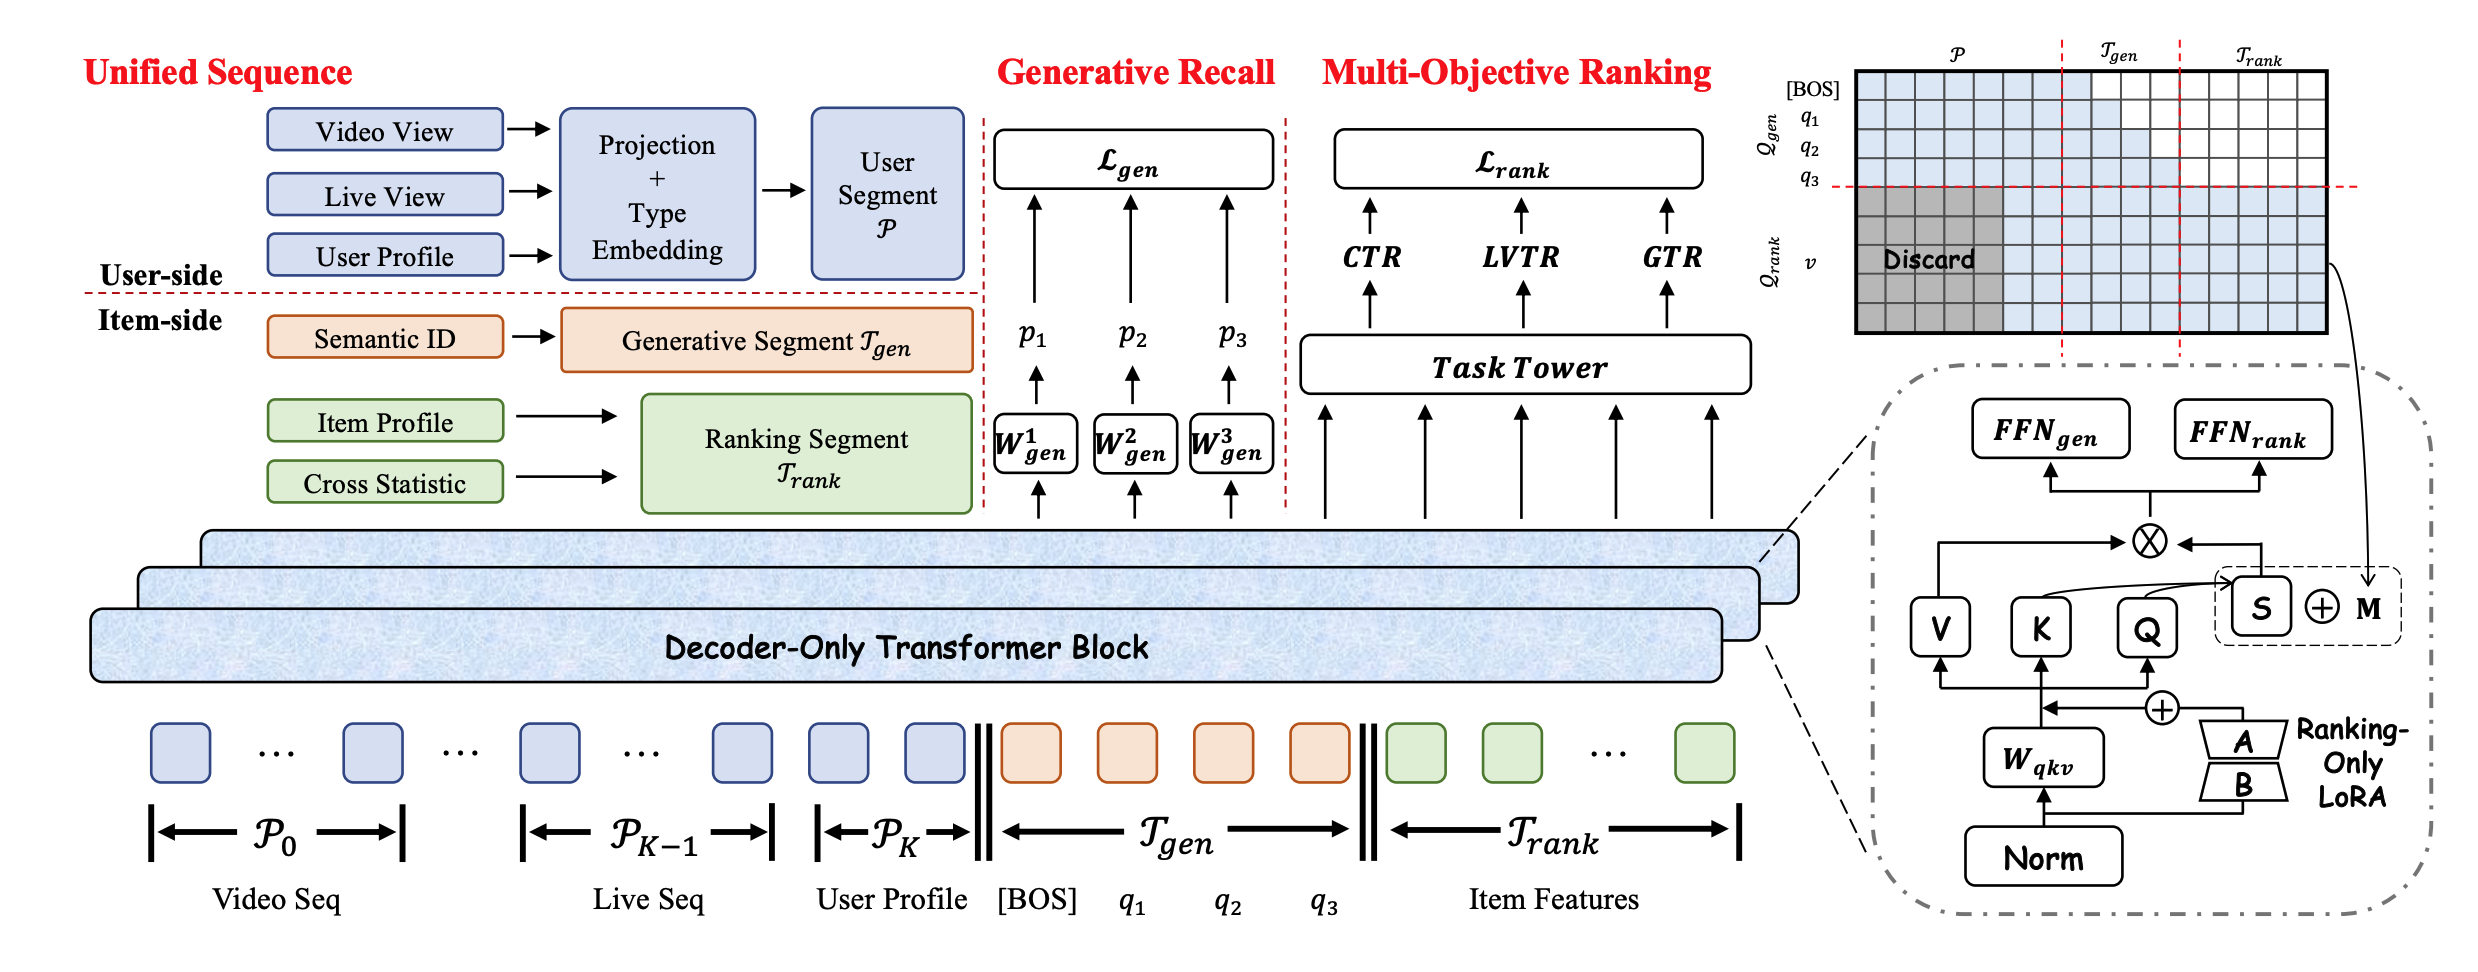 Unified Sequence
Video View
Live View
User Profile
Projection
+
Type
Embedding
User
Segment
𝒫
User-side
Item-side
Semantic ID
Generative Segment 𝒯gen
Item Profile
Cross Statistic
Ranking Segment
𝒯rank
Generative Recall
ℒgen
p1 p2 p3
W1gen W2gen W3gen
Multi-Objective Ranking
ℒrank
CTR LVTR GTR
Task Tower
Decoder-Only Transformer Block
... ... ... ...
𝒫0 𝒫K−1 𝒫K 𝒯gen 𝒯rank
Video Seq Live Seq User Profile [BOS] q1 q2 q3 Item Features
𝒫 𝒯gen 𝒯rank
[BOS]
q1
q2
q3
𝒬gen
𝒬rank
v
Discard
FFNgen FFNrank
V K Q S + M
+
Wqkv
A
B
Ranking-
Only
LoRA
Norm